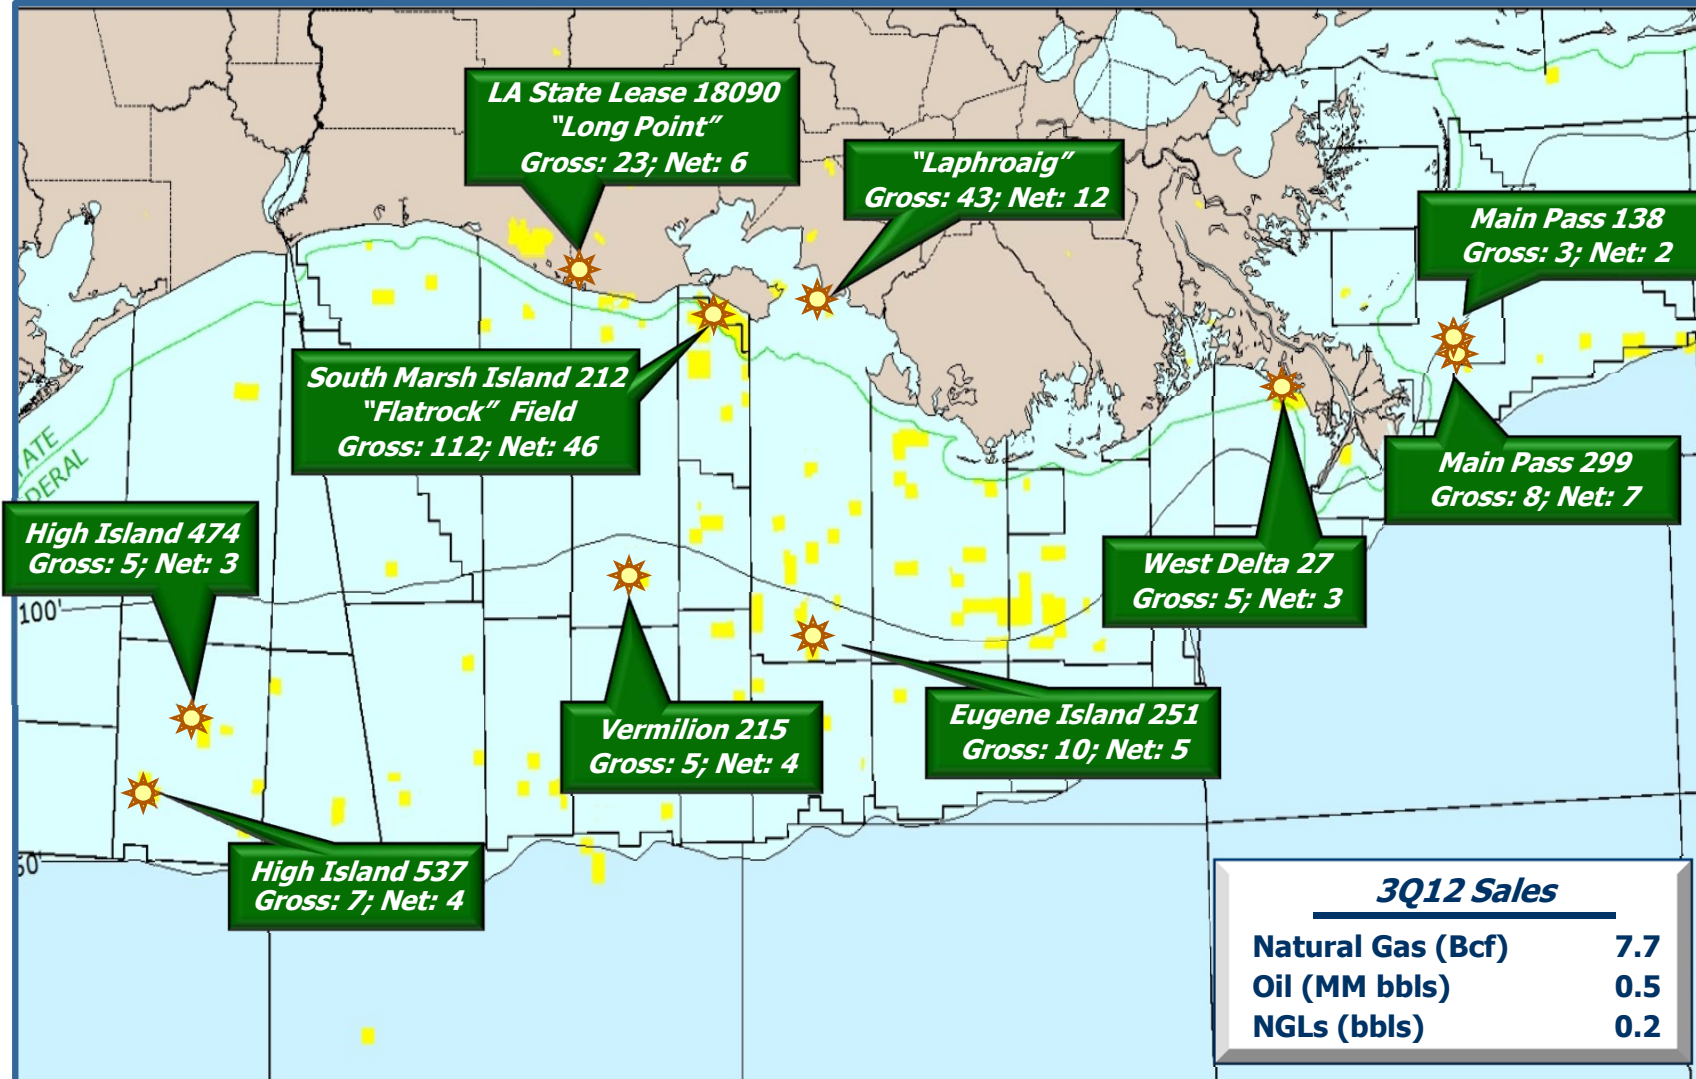 LA State Lease 18090
“Long Point”
Gross: 23; Net: 6
“Laphroaig”
Gross: 43; Net: 12
Main Pass 138
Gross: 3; Net: 2
South Marsh Island 212
“Flatrock” Field
Gross: 112; Net: 46
ATE
DERAL
Main Pass 299
Gross: 8; Net: 7
High Island 474
Gross: 5; Net: 3
West Delta 27
Gross: 5; Net: 3
100'
Vermilion 215
Gross: 5; Net: 4
Eugene Island 251
Gross: 10; Net: 5
High Island 537
Gross: 7; Net: 4
50'
3Q12 Sales
Natural Gas (Bcf) 7.7
Oil (MM bbls) 0.5
NGLs (bbls) 0.2